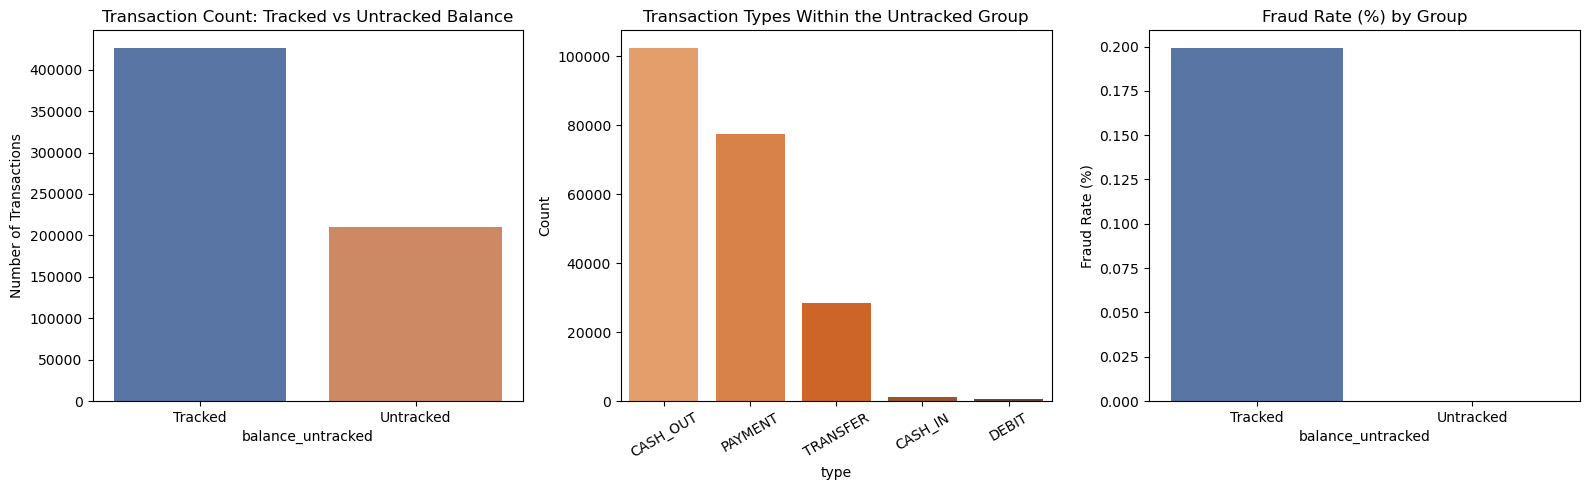 Transaction Count: Tracked vs Untracked Balance
Number of Transactions
400000
350000
300000
250000
200000
150000
100000
50000
0
Tracked
Untracked
balance_untracked
Transaction Types Within the Untracked Group
Count
100000
80000
60000
40000
20000
0
CASH_OUT
PAYMENT
TRANSFER
CASH_IN
DEBIT
type
Fraud Rate (%) by Group
Fraud Rate (%)
0.200
0.175
0.150
0.125
0.100
0.075
0.050
0.025
0.000
Tracked
Untracked
balance_untracked